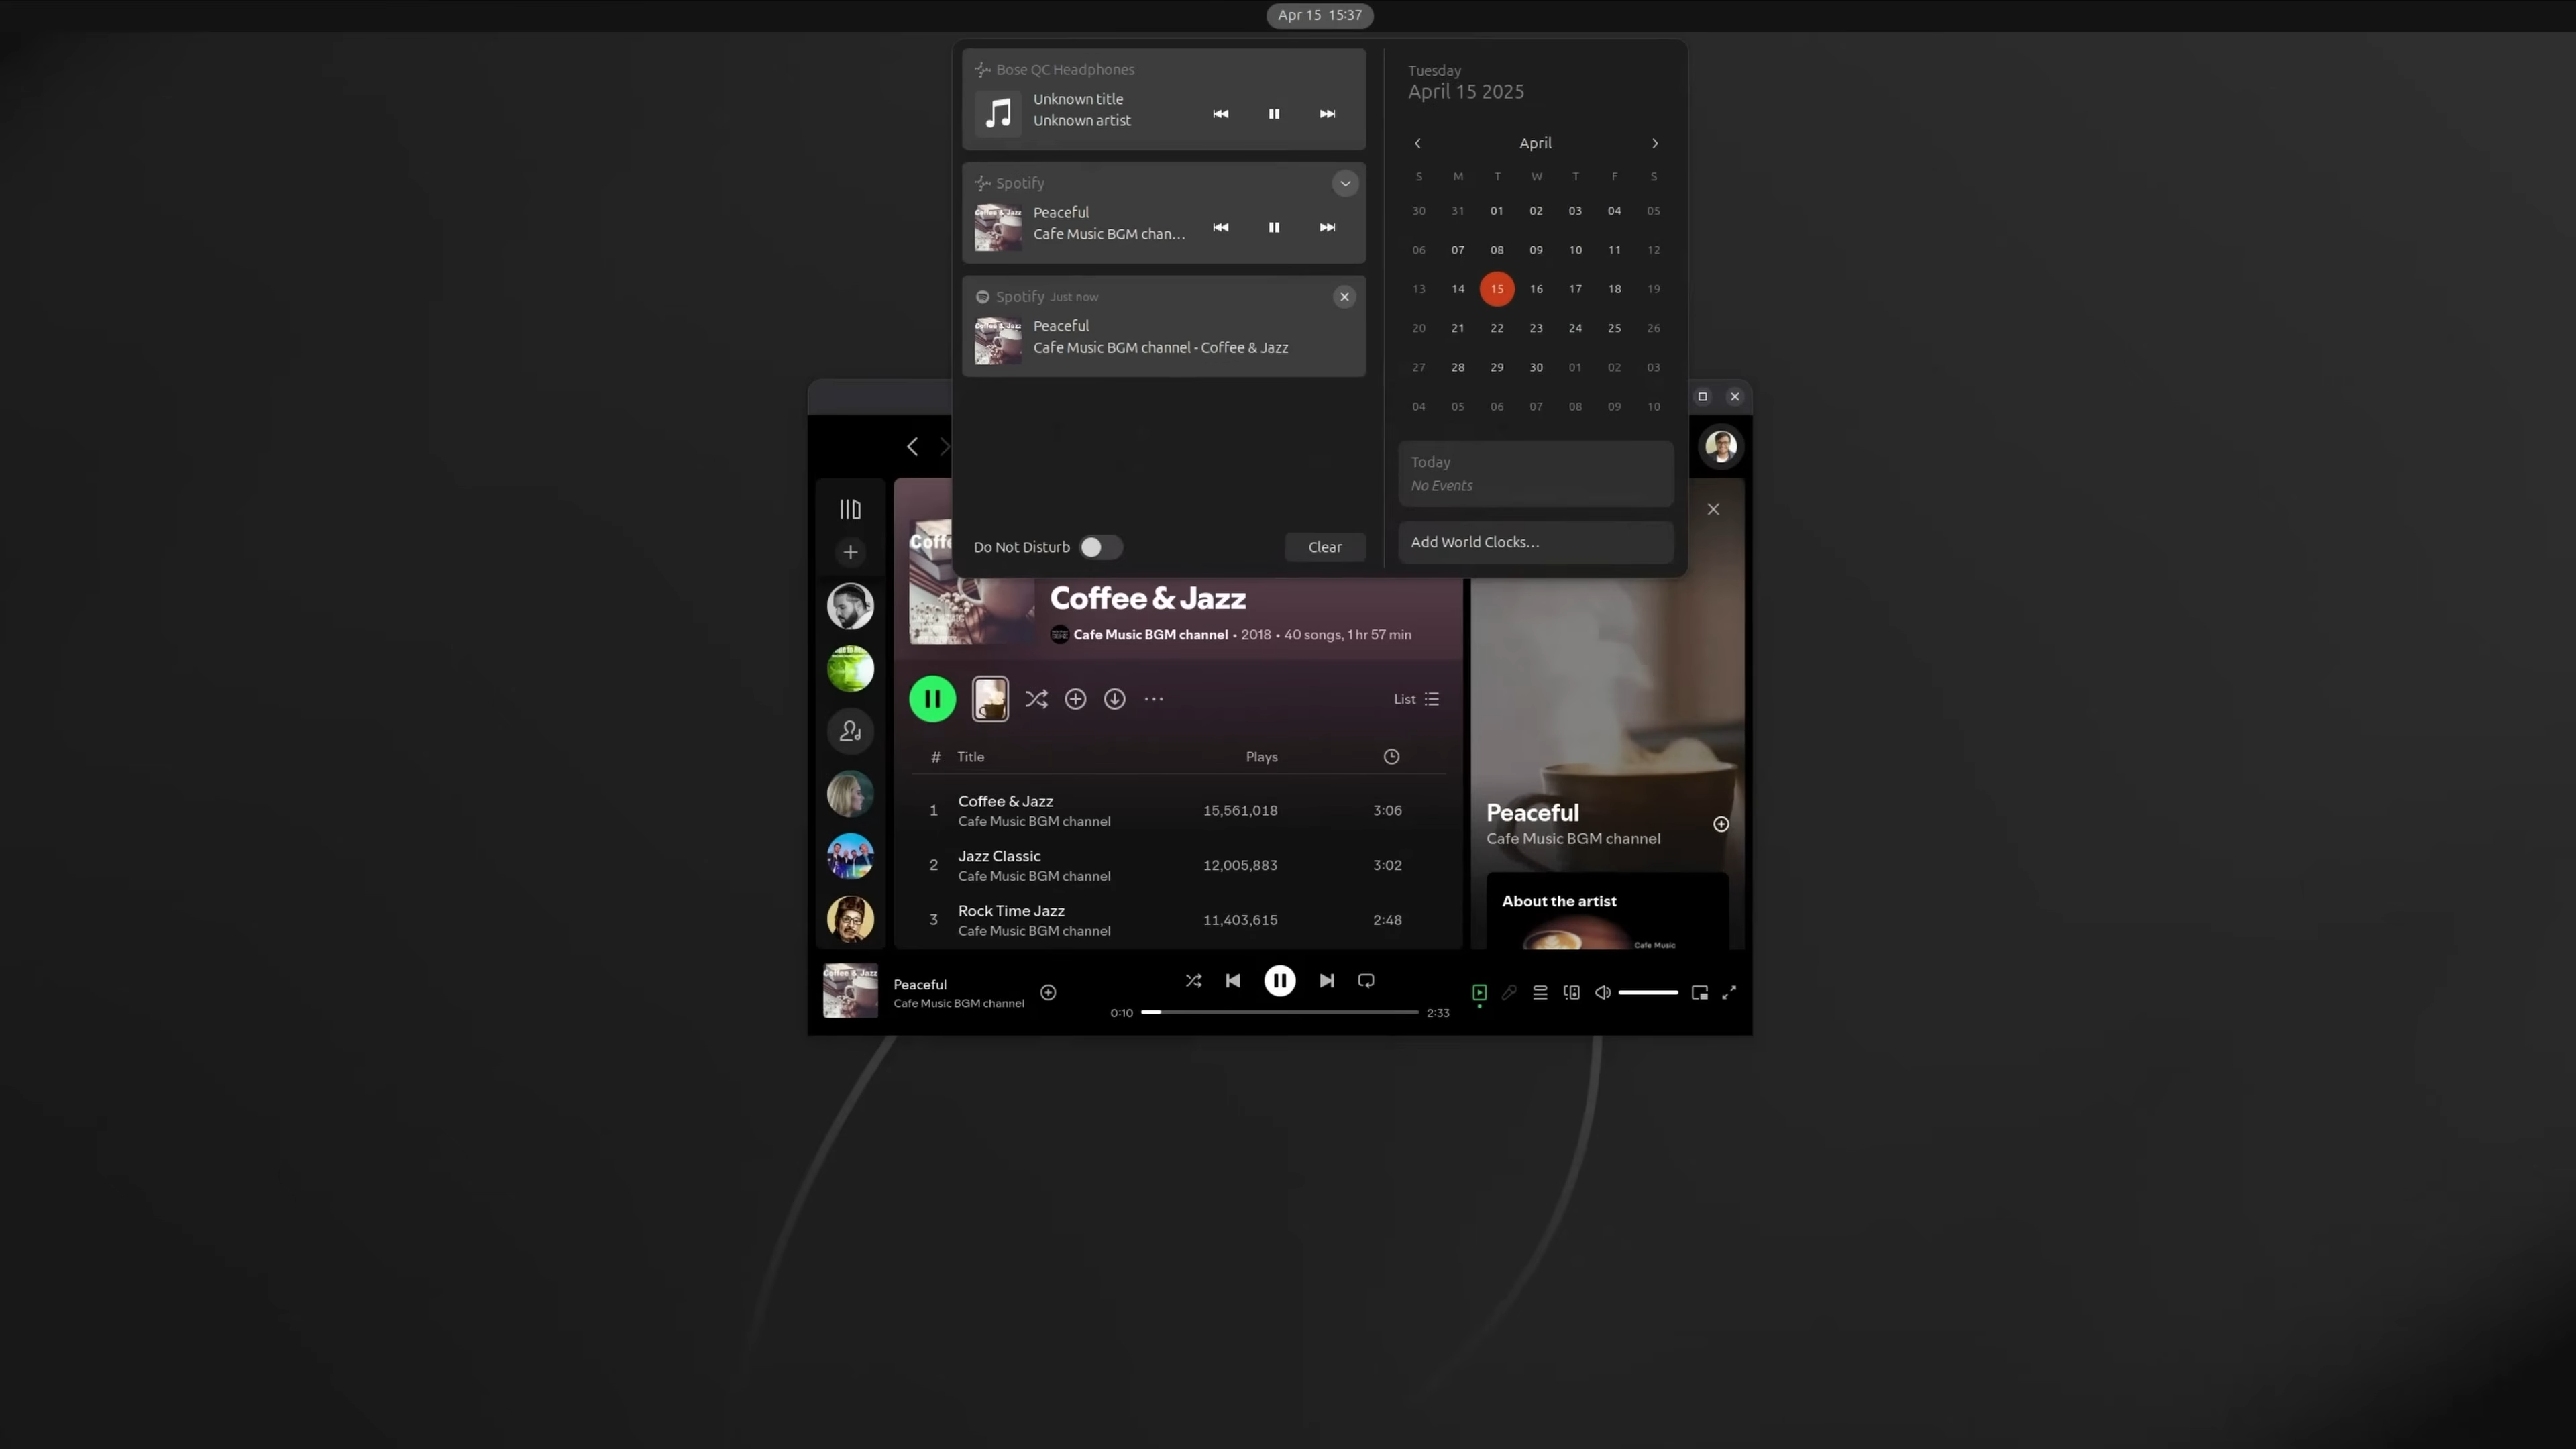 Apr 15 15:37
Bose QC Headphones
Unknown title
Unknown artist
Spotify
Peaceful
Cafe Music BGM chan…
Spotify Just now
Peaceful
Cafe Music BGM channel - Coffee & Jazz
Do Not Disturb
Clear
Tuesday
April 15 2025
April
S M T W T F S
30 31 01 02 03 04 05
06 07 08 09 10 11 12
13 14 15 16 17 18 19
20 21 22 23 24 25 26
27 28 29 30 01 02 03
04 05 06 07 08 09 10
Today
No Events
Add World Clocks…
Coffee & Jazz
Cafe Music BGM channel • 2018 • 40 songs, 1 hr 57 min
List
# Title Plays
1 Coffee & Jazz 15,561,018 3:06
Cafe Music BGM channel
2 Jazz Classic 12,005,883 3:02
Cafe Music BGM channel
3 Rock Time Jazz 11,403,615 2:48
Cafe Music BGM channel
Peaceful
Cafe Music BGM channel
About the artist
Cafe Music
Coffee & Jazz
Peaceful
Cafe Music BGM channel
0:10
2:33